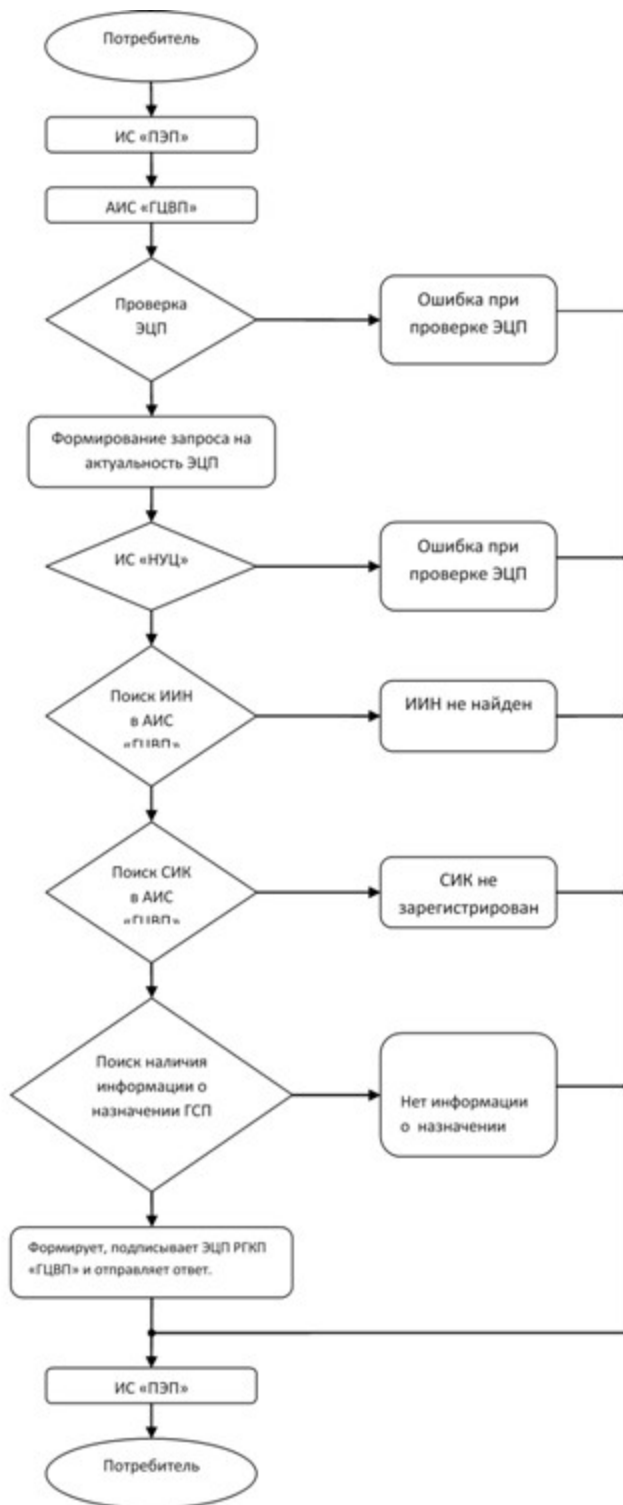 Потребитель
ИС «ПЭП»
АИС «ГЦВП»
Проверка
ЭЦП
Ошибка при
проверке ЭЦП
Формирование запроса на
актуальность ЭЦП
ИС «НУЦ»
Ошибка при
проверке ЭЦП
Поиск ИИН
в АИС
«ГЦВП»
ИИН не найден
Поиск СИК
в АИС
«ГЦВП»
СИК не
зарегистрирован
Поиск наличия
информации о
назначении ГСП
Нет информации
о назначении
Формирует, подписывает ЭЦП РГКП
«ГЦВП» и отправляет ответ.
ИС «ПЭП»
Потребитель